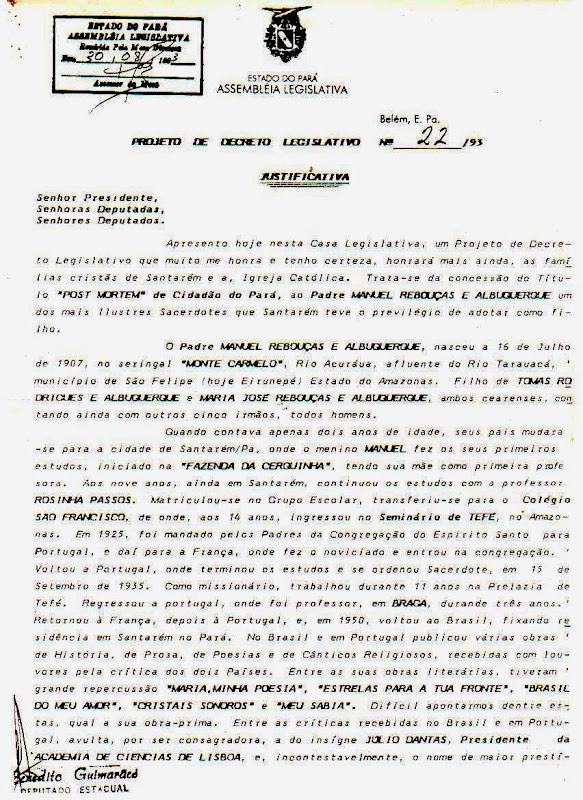 ESTADO DO PARÁ
ASSEMBLÉIA LEGISLATIVA
Recebido Pela Mesa Diretora
Em, 30/08/1993
Assessor da Mesa
ESTADO DO PARÁ
ASSEMBLÉIA LEGISLATIVA
Belém, E. Pa.
PROJETO DE DECRETO LEGISLATIVO Nº 22 /93
JUSTIFICATIVA
Senhor Presidente,
Senhoras Deputadas,
Senhores Deputados.
Apresento hoje nesta Casa Legislativa, um Projeto de Decre-
to Legislativo que muito me honra e tenho certeza, honrará mais ainda, as famí
lias cristãs de Santarém e a, Igreja Católica. Trata-se da concessão do Títu-
lo "POST MORTEM" de Cidadão do Pará, ao Padre MANUEL REBOUÇAS E ALBUQUERQUE um
dos mais Ilustres Sacerdotes que Santarém teve o previlégio de adotar como fi-
lho.
O Padre MANUEL REBOUÇAS E ALBUQUERQUE, nasceu a 16 de Julho
de 1907, no seringal "MONTE CARMELO", Rio Acuráua, afluente do Rio Tarauacá, '
município de São Felipe (hoje Eirunepé) Estado do Amazonas. Filho de TOMAS RO
DRIGUES E ALBUQUERQUE e MARIA JOSÉ REBOUÇAS E ALBUQUERQUE, ambos cearenses, con
tando ainda com outros cinco irmãos, todos homens.
Quando contava apenas dois anos de idade, seus pais mudara
-se para a cidade de Santarém/Pa, onde o menino MANUEL fez os seus primeiros
estudos, iniciado na "FAZENDA DA CERQUINHA", tendo sua mãe como primeira profe
sora. Aos nove anos, ainda em Santarém, continuou os estudos com a professor
ROSINHA PASSOS. Matriculou-se no Grupo Escolar, transferiu-se para o Colégio
SÃO FRANCISCO, de onde, aos 14 anos, ingressou no Seminário de TEFÉ, no Amazo-
nas. Em 1925, foi mandado pelos Padres da Congregação do Espirito Santo para
Portugal, e daí para a França, onde fez o noviciado e entrou na congregação. '
Voltou a Portugal, onde terminou os estudos e se ordenou Sacerdote, em 15 de
Setembro de 1935. Como missionário, trabalhou durante 11 anos na Prelazia de
Tefé. Regressou a portugal, onde foi professor, em BRAGA, durande três anos.'
Retornou à França, depois à Portugal, e, em 1950, voltou ao Brasil, fixando re
sidência em Santarém no Pará. No Brasil e em Portugal publicou várias obras '
de História, de Prosa, de Poesias e de Cânticos Religiosos, recebidas com lou-
vores pela crítica dos dois Países. Entre as suas obras literárias, tiveram '
grande repercussão "MARIA,MINHA POESIA", "ESTRELAS PARA A TUA FRONTE", "BRASIL
DO MEU AMOR", "CRISTAIS SONOROS" e "MEU SABIA". Difícil apontarmos dentre es-
tas, qual a sua obra-prima. Entre as críticas recebidas no Brasil e em Portu-
gal, avulta, por ser consagradora, a do insigne JÚLIO DANTAS, Presidente da
ACADEMIA DE CIENCIAS DE LISBOA, e, incontestavelmente, o nome de maior prestí-
Benedito Guimarães
DEPUTADO ESTADUAL